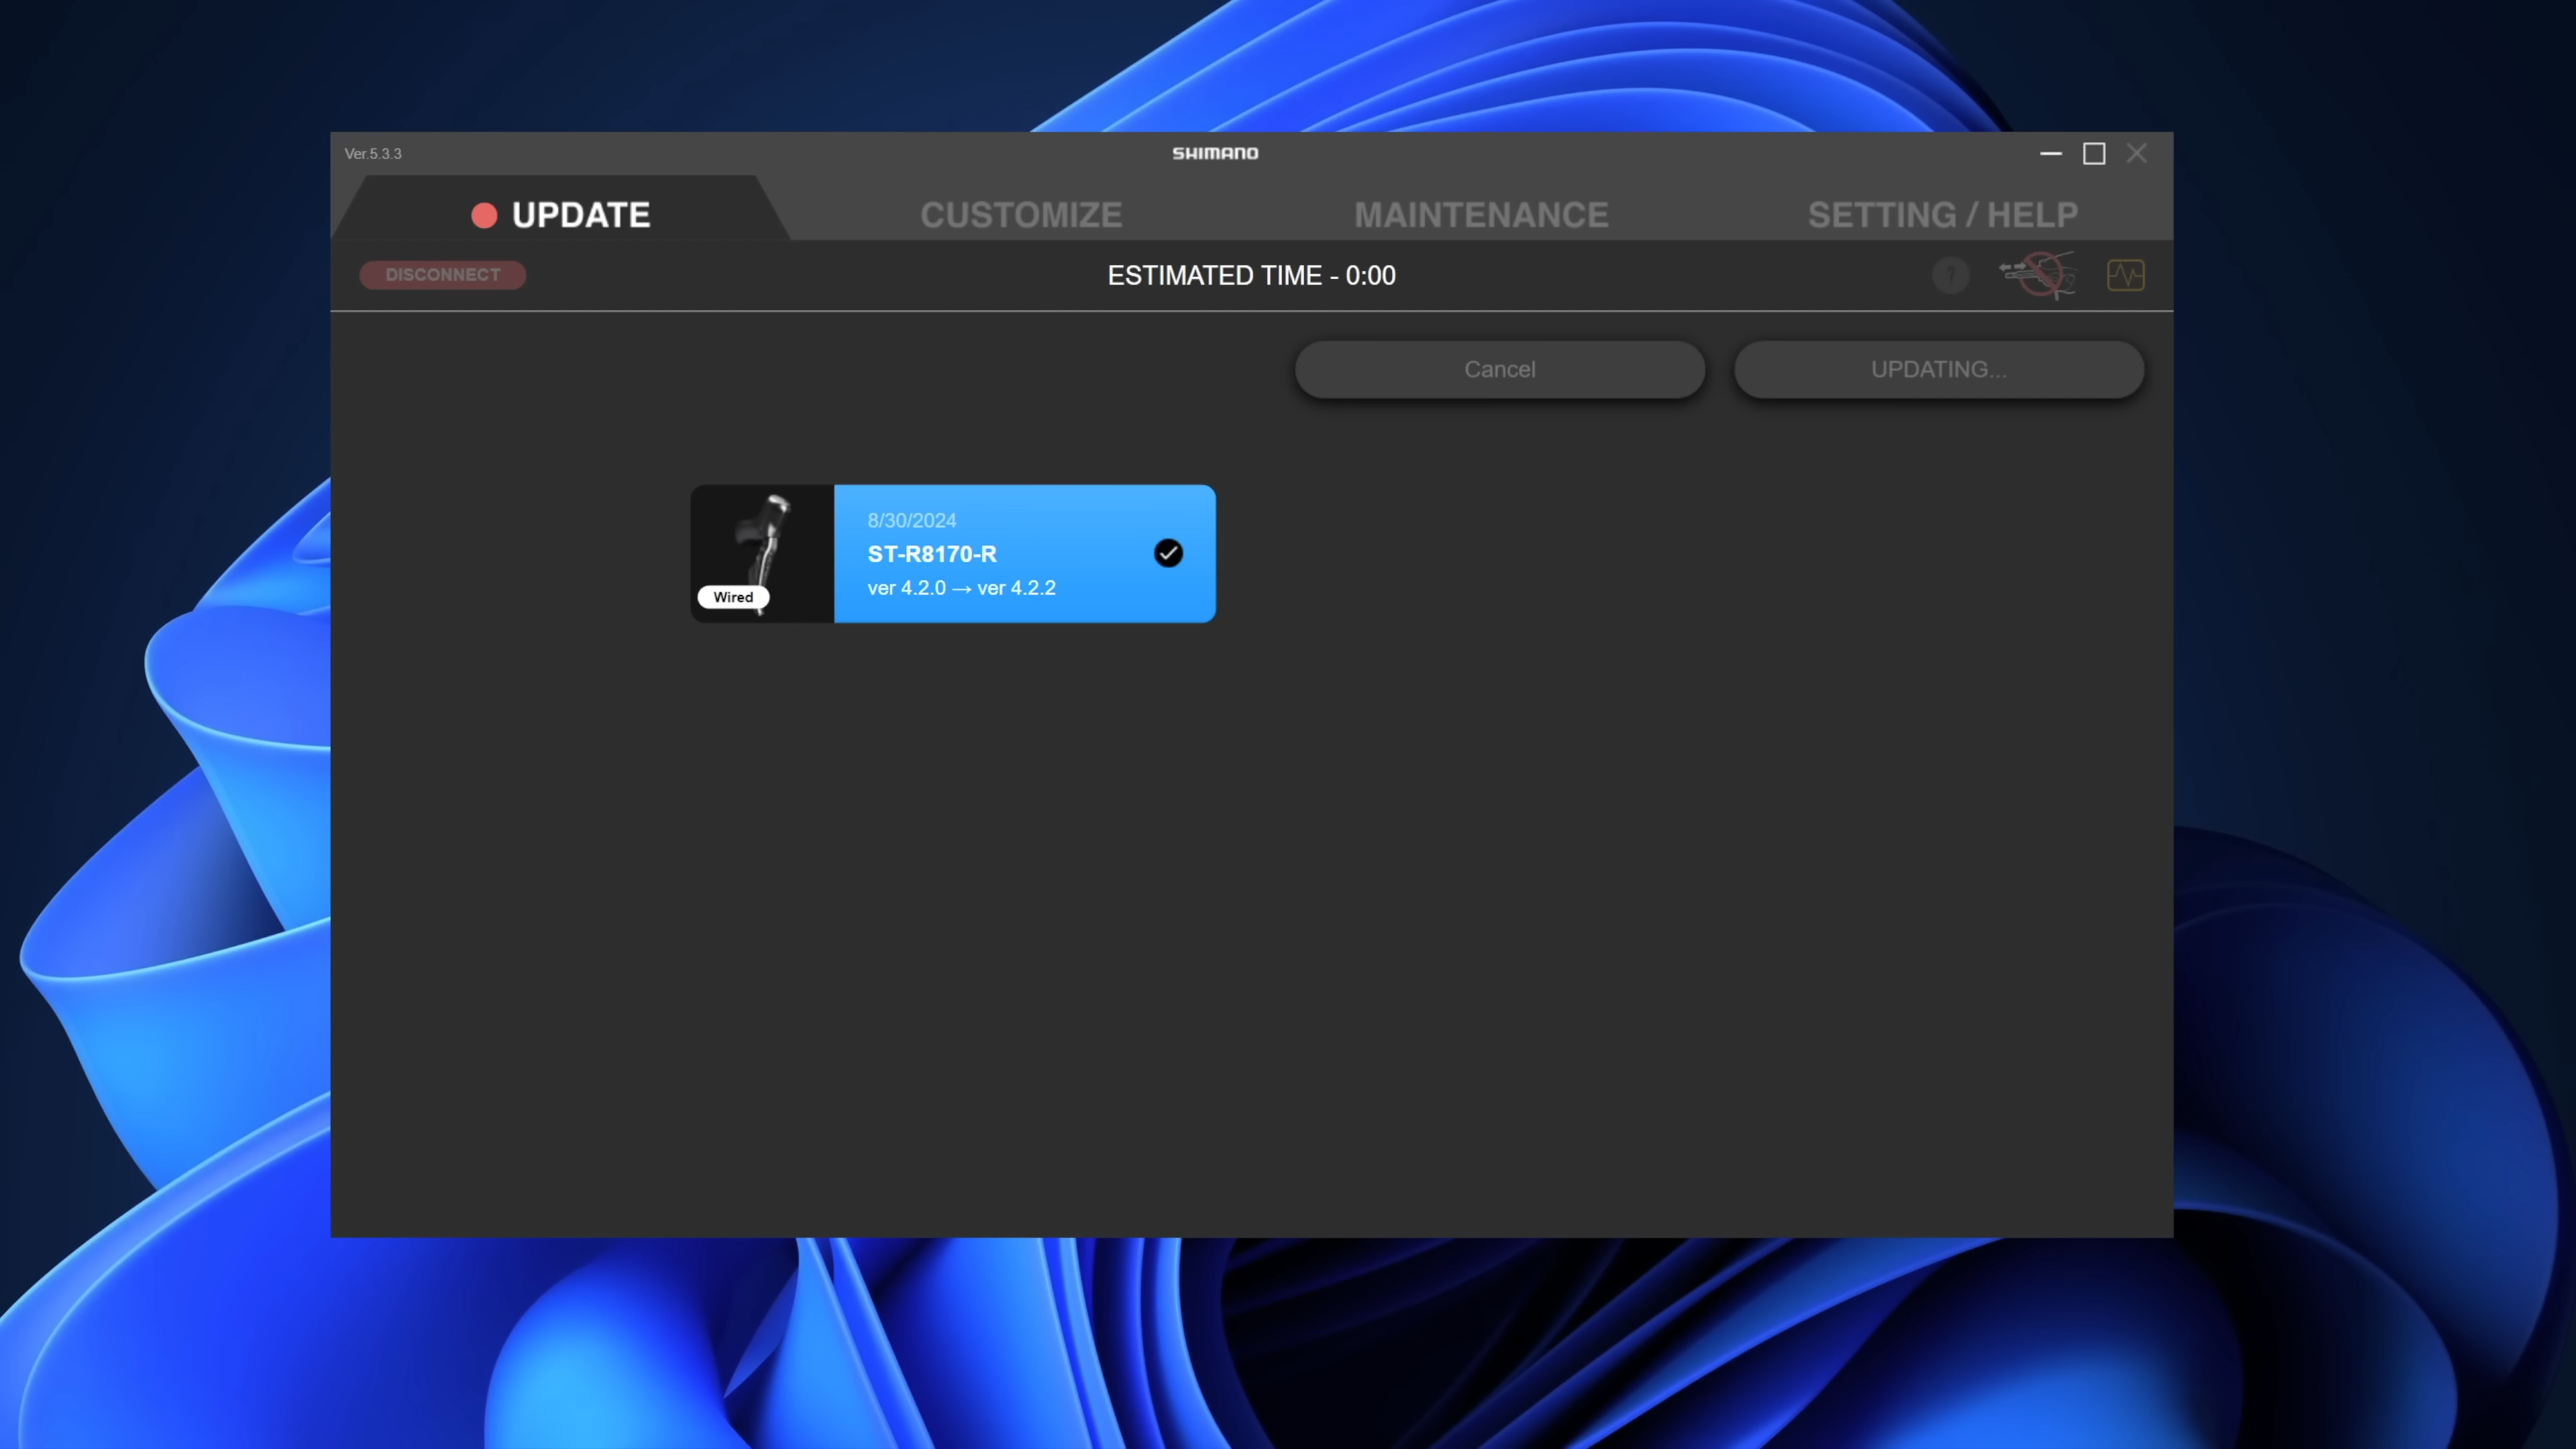 Ver.5.3.3
SHIMANO
UPDATE
CUSTOMIZE
MAINTENANCE
SETTING / HELP
DISCONNECT
ESTIMATED TIME - 0:00
?
Cancel
UPDATING...
8/30/2024
ST-R8170-R
ver 4.2.0 → ver 4.2.2
Wired